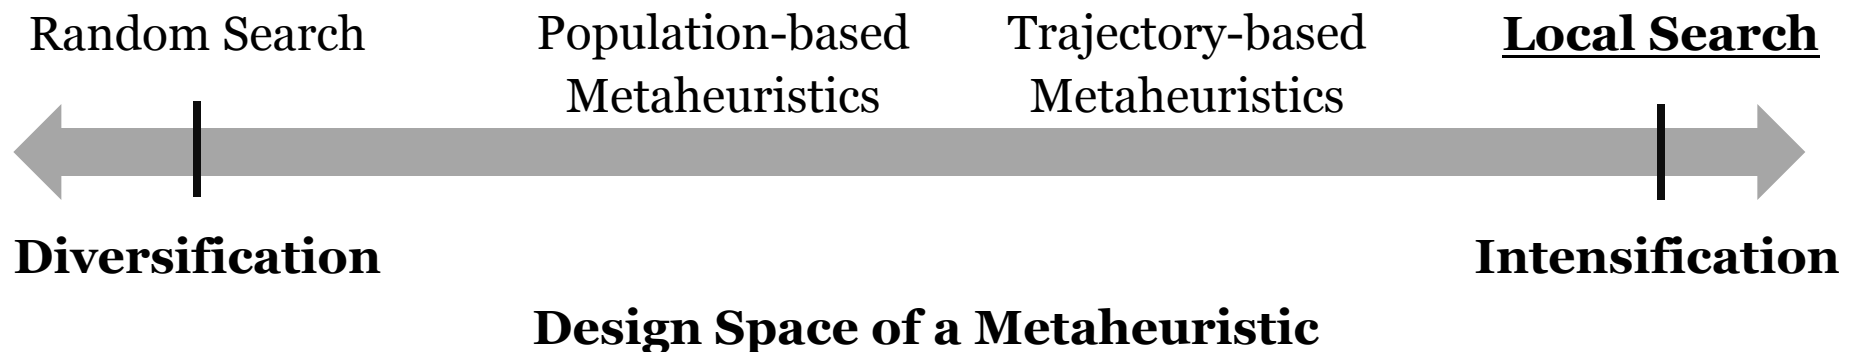 Random Search
Population-based
Metaheuristics
Trajectory-based
Metaheuristics
Local Search
Diversification
Intensification
Design Space of a Metaheuristic